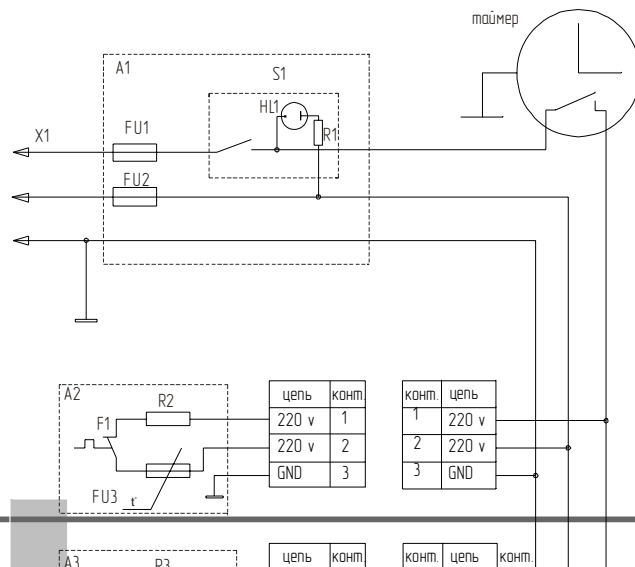 таймер
A1
S1
HL1
X1
FU1
R1
FU2
A2
R2
F1
FU3
t°
цепь конт.
220 v 1
220 v 2
GND 3
конт. цепь
1 220 v
2 220 v
3 GND
A3
R3
цепь конт.
конт. цепь конт.